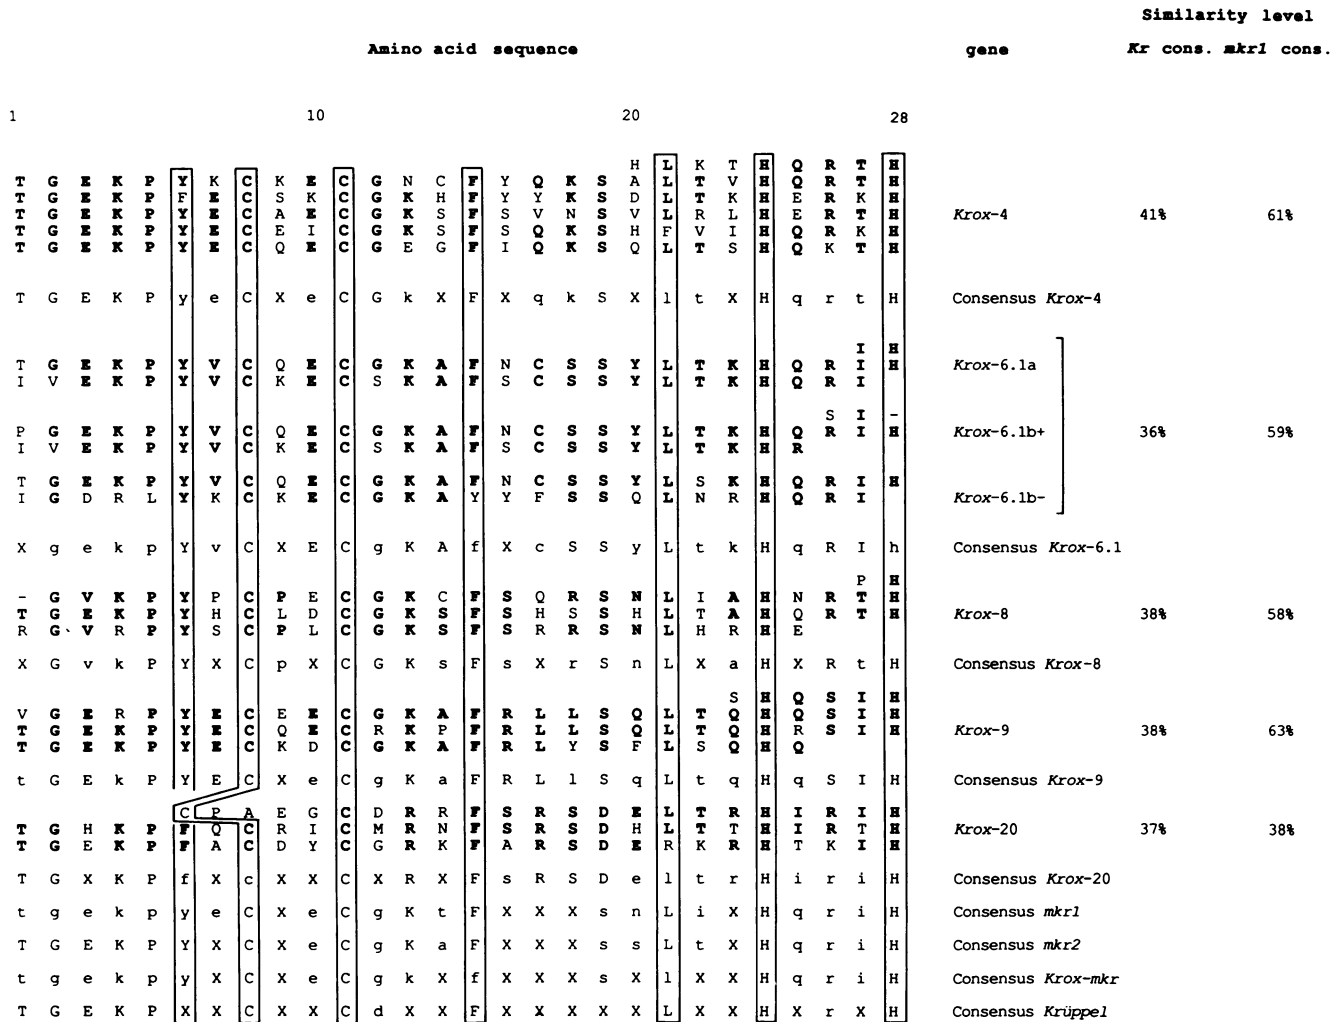 Similarity level
Amino acid sequence gene Kr cons. mkr1 cons.
1 10 20 28
H L K T H Q R T H
T G E K P Y K C K E C G N C F Y Q K S A L T V H Q R T H
T G E K P F E C S K C G K H F Y Y K S D L T K H E R K H
T G E K P Y E C A E C G K S F S V N S V L R L H E R T H Krox-4 41% 61%
T G E K P Y E C E I C G K S F S Q K S H F V I H Q R K H
T G E K P Y E C Q E C G E G F I Q K S Q L T S H Q K T H
T G E K P y e C X e C G k X F X q k S X l t X H q r t H Consensus Krox-4
I H
T G E K P Y V C Q E C G K A F N C S S Y L T K H Q R I H Krox-6.1a
I V E K P Y V C K E C S K A F S C S S Y L T K H Q R I
S I -
P G E K P Y V C Q E C G K A F N C S S Y L T K H Q R I H Krox-6.1b+ 36% 59%
I V E K P Y V C K E C S K A F S C S S Y L T K H R
T G E K P Y V C Q E C G K A F N C S S Y L S K H Q R I H
I G D R L Y K C K E C G K A Y Y F S S Q L N R H Q R I Krox-6.1b-
X g e k p Y v C X E C g K A f X c S S y L t k H q R I h Consensus Krox-6.1
P H
- G V K P Y P C P E C G K C F S Q R S N L I A H N R T H
T G E K P Y H C L D C G K S F S H S S H L T A H Q R T H Krox-8 38% 58%
R G V R P Y S C P L C G K S F S R R S N L H R H E
X G v k P Y X C p X C G K s F s X r S n L X a H X R t H Consensus Krox-8
S H Q S I H
V G E R P Y E C E E C G K A F R L L S Q L T Q H Q S I H
T G E K P Y E C Q E C R K P F R L L S Q L T Q H R S I H Krox-9 38% 63%
T G E K P Y E C K D C G K A F R L Y S F L S Q H Q
t G E k P Y E C X e C g K a F R L l S q L t q H q S I H Consensus Krox-9
C P A E G C D R R F S R S D E L T R H I R I H
T G H K P F Q C R I C M R N F S R S D H L T T H I R T H Krox-20 37% 38%
T G E K P F A C D Y C G R K F A R S D E R K R H T K I H
T G X K P f X c X X C X R X F s R S D e l t r H i r i H Consensus Krox-20
t g e k p y e C X e C g K t F X X X s n L i X H q r i H Consensus mkr1
T G E K P Y X C X e C g K a F X X X s s L t X H q r i H Consensus mkr2
t g e k p y X C X e C g k X f X X X s X l X X H q r i H Consensus Krox-mkr
T G E K P X X C X X C d X X F X X X X X L X X H X r X H Consensus Krüppel